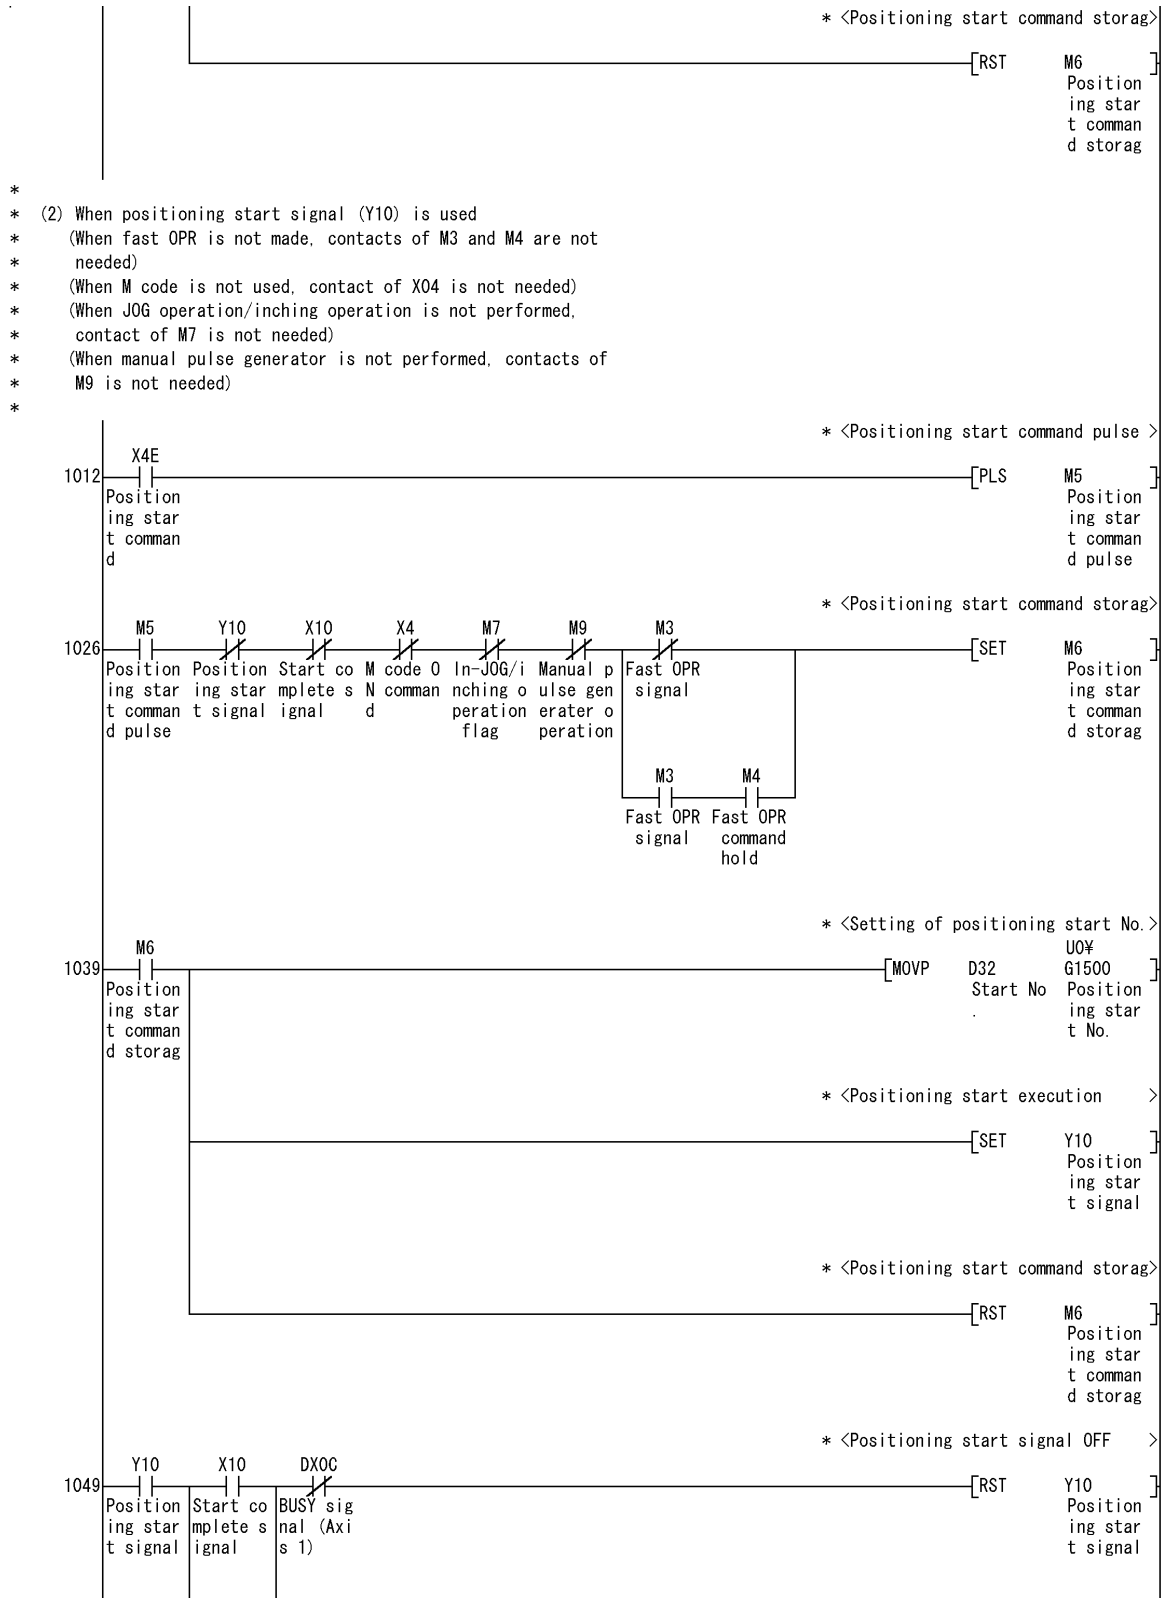 * <Positioning start command storag>
[RST M6 ]
Position
ing star
t comman
d storag
*
* (2) When positioning start signal (Y10) is used
* (When fast OPR is not made, contacts of M3 and M4 are not
* needed)
* (When M code is not used, contact of X04 is not needed)
* (When JOG operation/inching operation is not performed,
* contact of M7 is not needed)
* (When manual pulse generator is not performed, contacts of
* M9 is not needed)
*
* <Positioning start command pulse >
X4E
1012 [PLS M5 ]
Position Position
ing star ing star
t comman t comman
d d pulse
* <Positioning start command storag>
M5 Y10 X10 X4 M7 M9 M3
1026 [SET M6 ]
Position Position Start co M code O In-JOG/i Manual p Fast OPR Position
ing star ing star mplete s N comman nching o ulse gen signal ing star
t comman t signal ignal d peration erater o t comman
d pulse flag peration d storag
M3 M4
Fast OPR Fast OPR
signal command
hold
* <Setting of positioning start No.>
M6 U0¥
1039 [MOVP D32 G1500 ]
Position Start No Position
ing star . ing star
t comman t No.
d storag
* <Positioning start execution >
[SET Y10 ]
Position
ing star
t signal
* <Positioning start command storag>
[RST M6 ]
Position
ing star
t comman
d storag
* <Positioning start signal OFF >
Y10 X10 DX0C
1049 [RST Y10 ]
Position Start co BUSY sig Position
ing star mplete s nal (Axi ing star
t signal ignal s 1) t signal